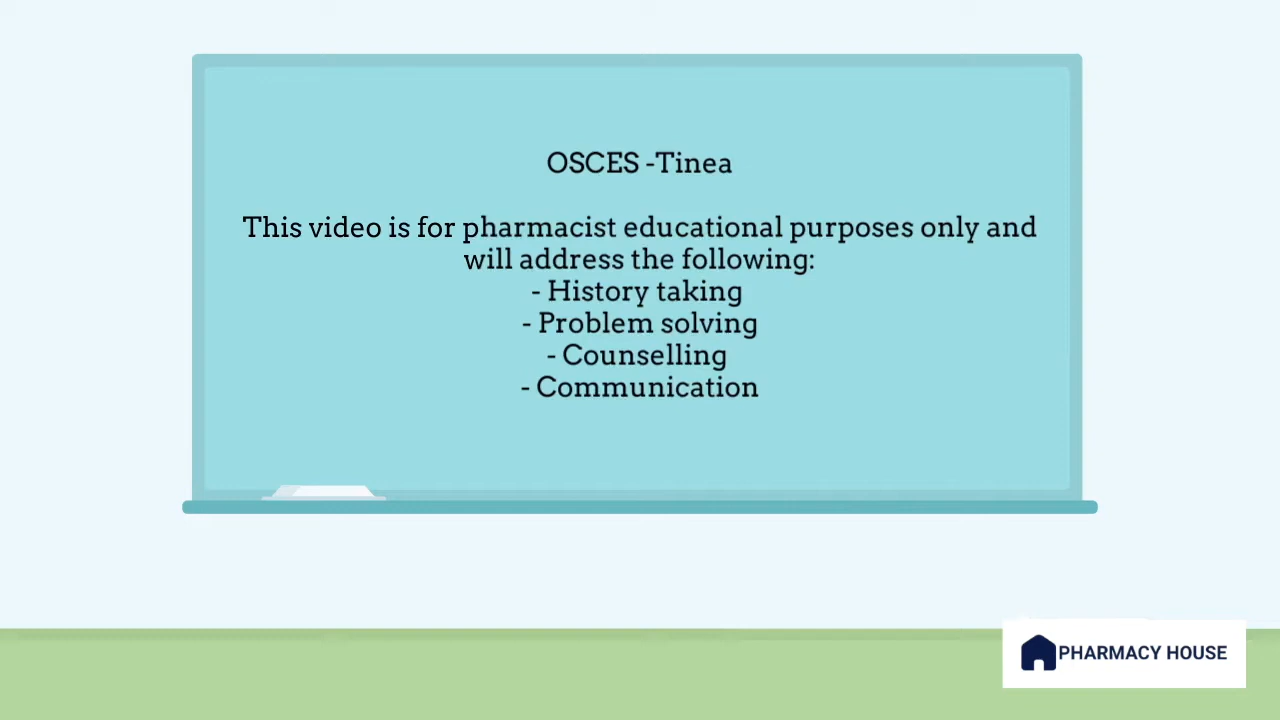 OSCES -Tinea
This video is for pharmacist educational purposes only and
will address the following:
- History taking
- Problem solving
- Counselling
- Communication
PHARMACY HOUSE